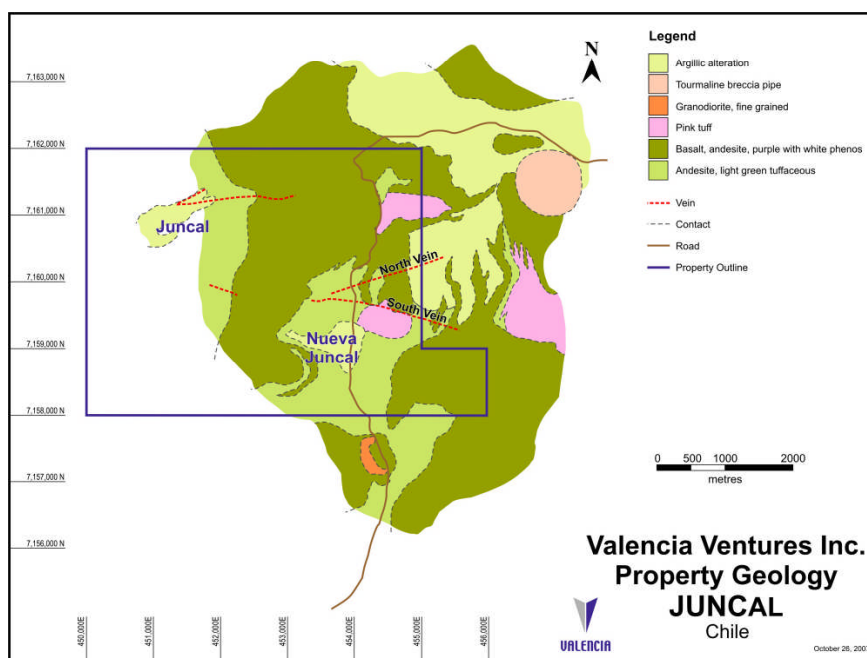 Legend
Argillic alteration
Tourmaline breccia pipe
Granodiorite, fine grained
Pink tuff
Basalt, andesite, purple with white phenos
Andesite, light green tuffaceous
Vein
Contact
Road
Property Outline
N
7,163,000 N
7,162,000 N
7,161,000 N
7,160,000 N
7,159,000 N
7,158,000 N
7,157,000 N
7,156,000 N
Juncal
North Vein
South Vein
Nueva
Juncal
0 500 1000 2000
metres
Valencia Ventures Inc.
Property Geology
JUNCAL
Chile
VALENCIA
450,000E
451,000E
452,000E
453,000E
454,000E
455,000E
456,000E
October 26, 200